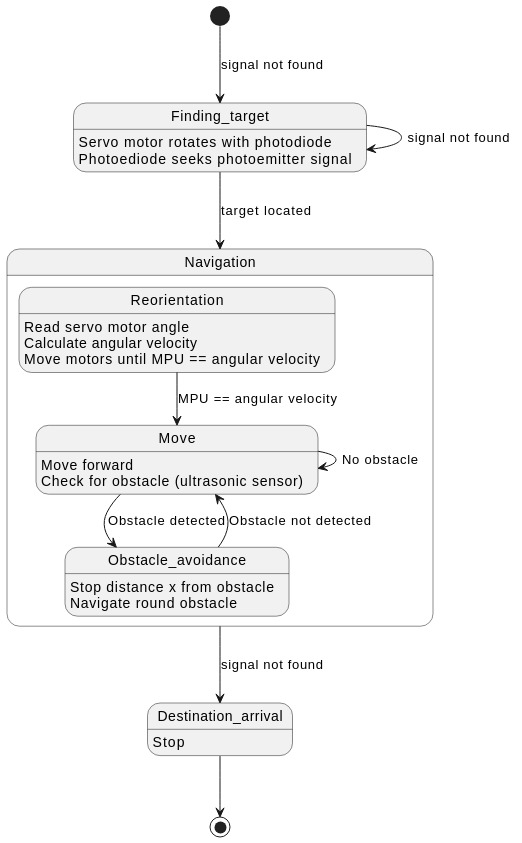 signal not found
Finding_target
Servo motor rotates with photodiode
Photoediode seeks photoemitter signal
signal not found
target located
Navigation
Reorientation
Read servo motor angle
Calculate angular velocity
Move motors until MPU == angular velocity
MPU == angular velocity
Move
Move forward
Check for obstacle (ultrasonic sensor)
No obstacle
Obstacle detected
Obstacle not detected
Obstacle_avoidance
Stop distance x from obstacle
Navigate round obstacle
signal not found
Destination_arrival
Stop